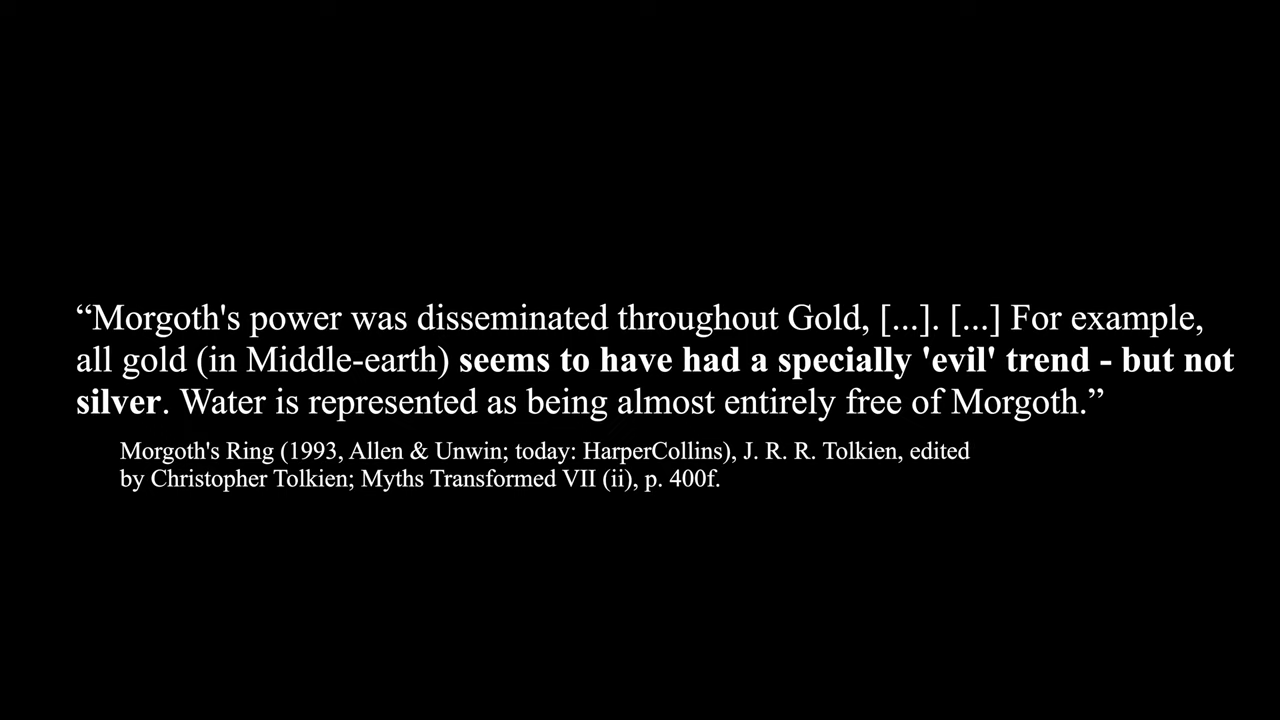 “Morgoth's power was disseminated throughout Gold, [...]. [...] For example,
all gold (in Middle-earth) seems to have had a specially 'evil' trend - but not
silver. Water is represented as being almost entirely free of Morgoth.”
Morgoth's Ring (1993, Allen & Unwin; today: HarperCollins), J. R. R. Tolkien, edited
by Christopher Tolkien; Myths Transformed VII (ii), p. 400f.